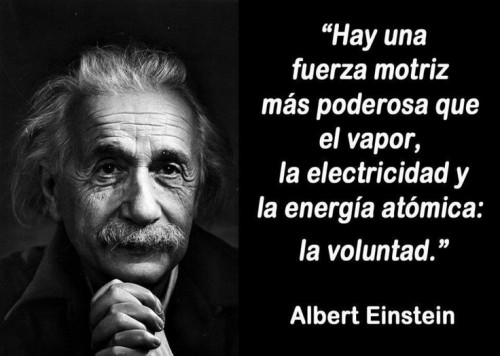 “Hay una
fuerza motriz
más poderosa que
el vapor,
la electricidad y
la energía atómica:
la voluntad.”
Albert Einstein